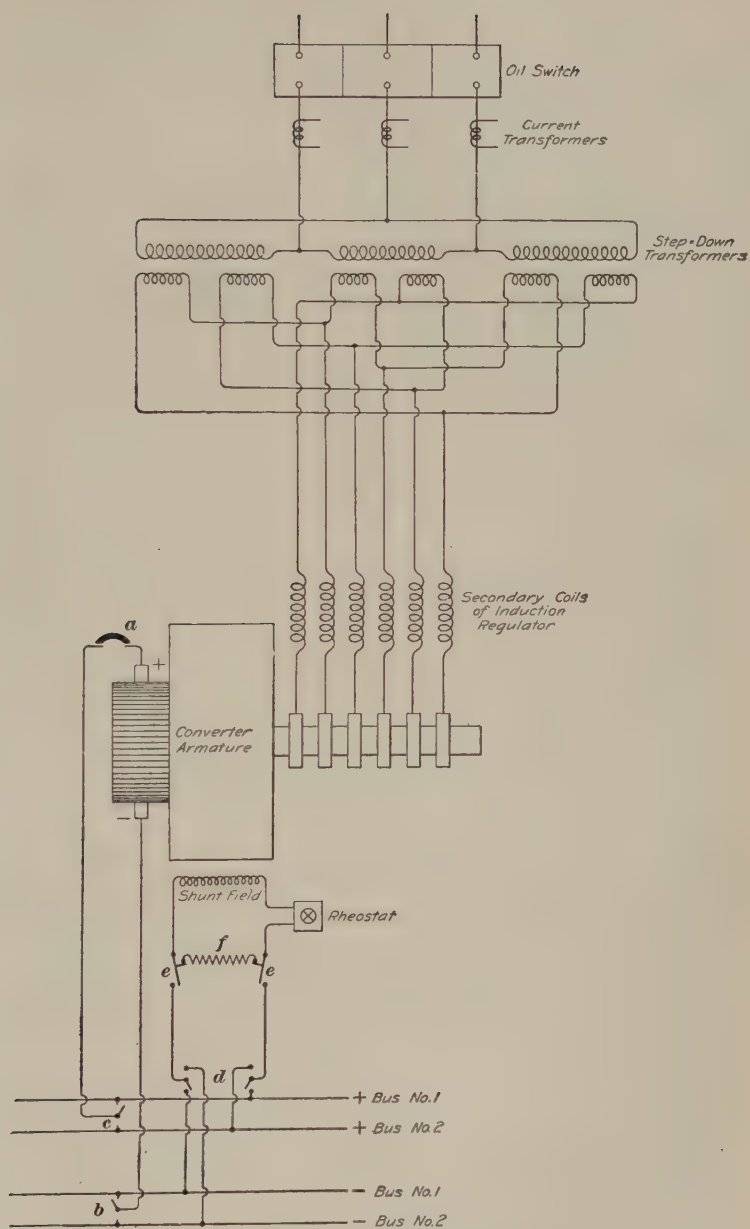 Oil Switch
Current
Transformers
Step-Down
Transformers
Secondary Coils
of Induction
Regulator
a
+
Converter
Armature
−
Shunt Field
Rheostat
f
e
e
d
+ Bus No.1
c
+ Bus No.2
− Bus No.1
b
− Bus No.2